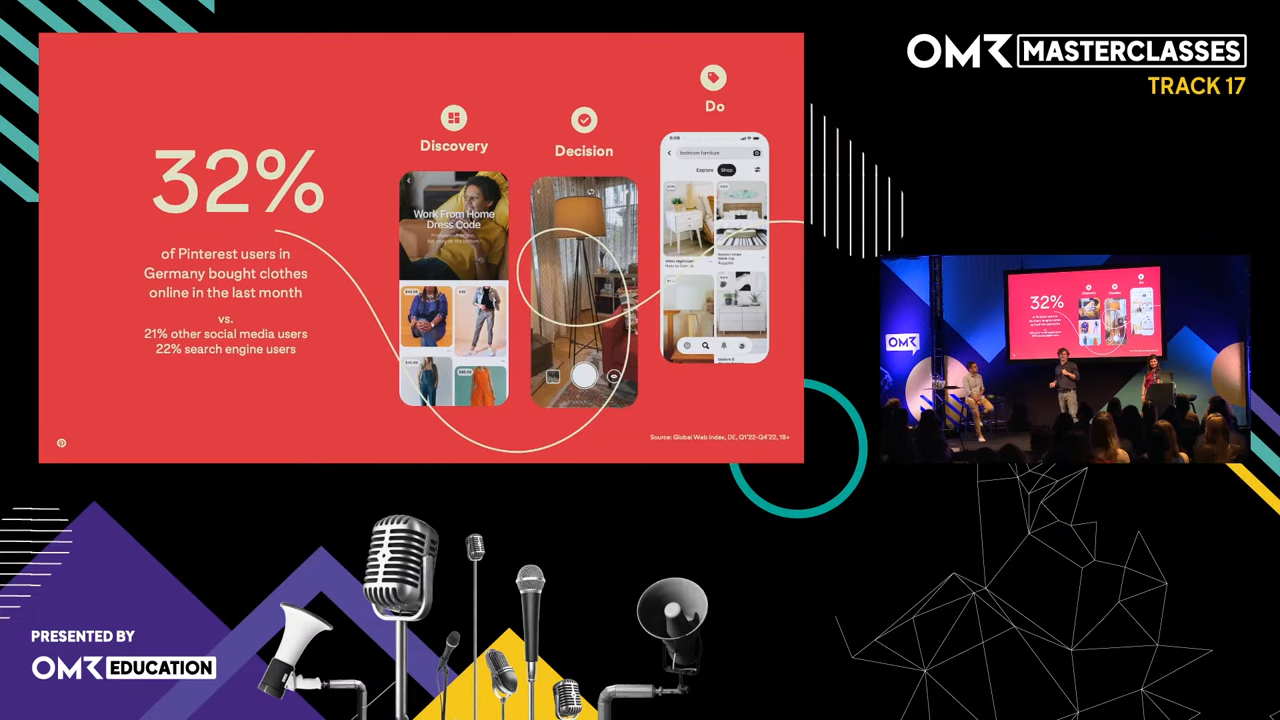 OMR MASTERCLASSES
TRACK 17
32%
of Pinterest users in
Germany bought clothes
online in the last month
vs.
21% other social media users
22% search engine users
Discovery
Work From Home
Dress Code
Decision
Do
bedroom furniture
Explore
Shop
Source: Global Web Index, DE, Q1'22-Q4'22, 18+
OMR
32%
PRESENTED BY
OMR EDUCATION